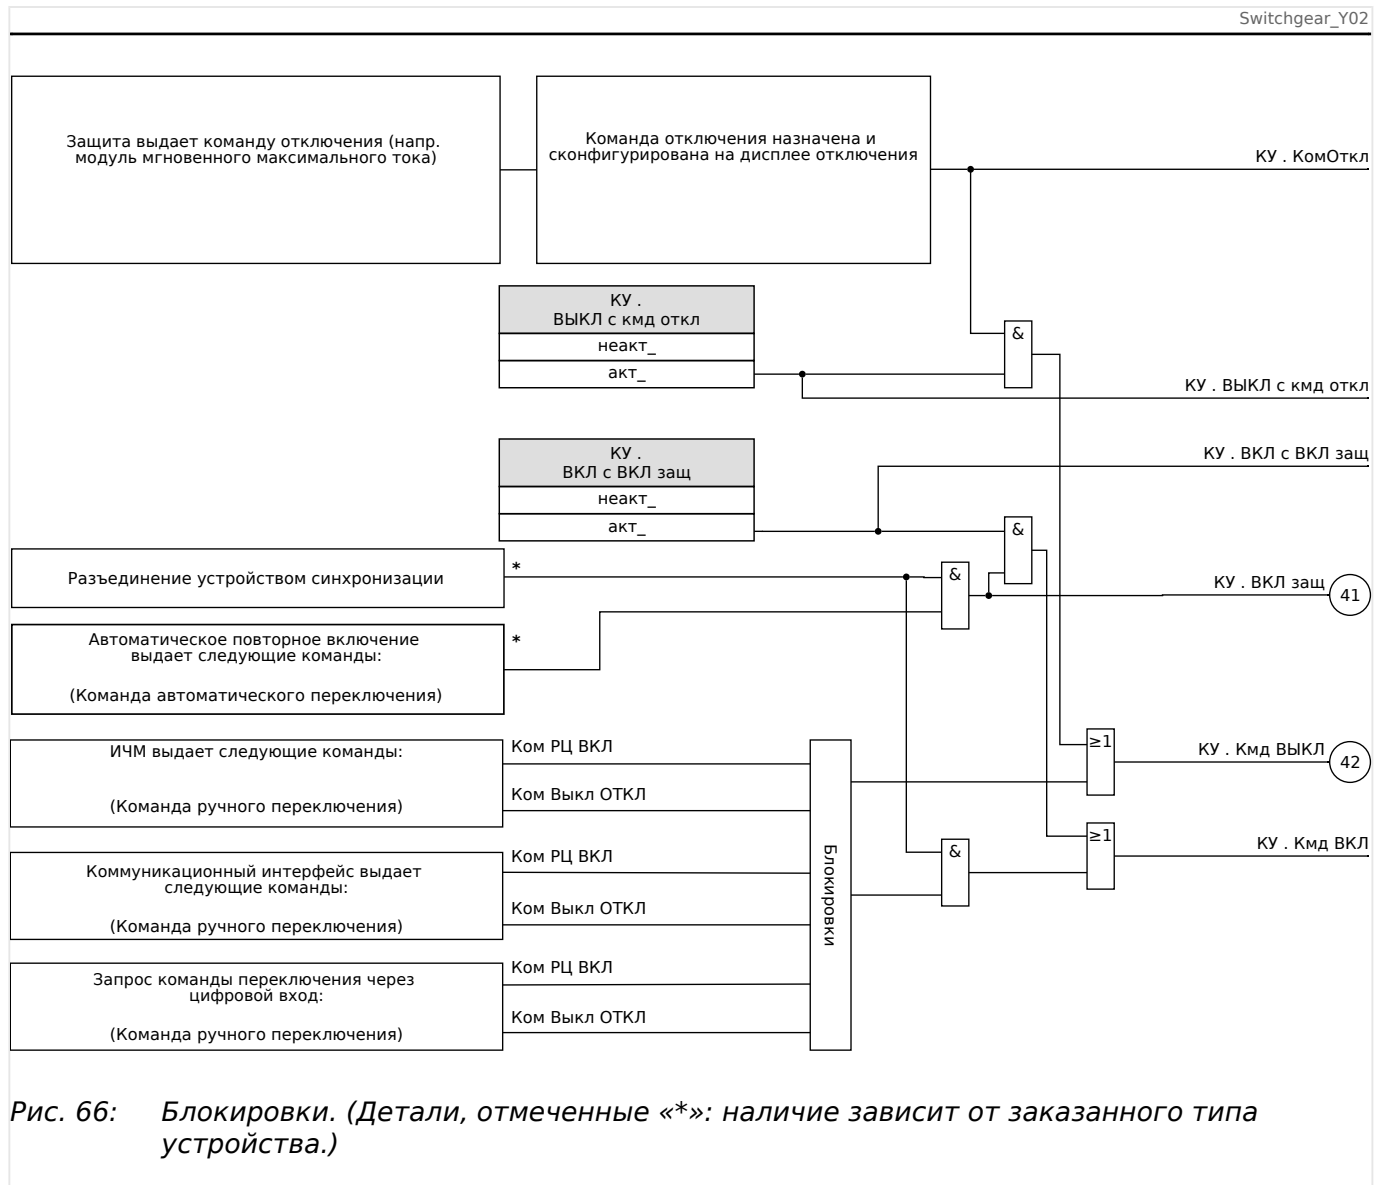 Switchgear_Y02
Защита выдает команду отключения (напр.
модуль мгновенного максимального тока)
Команда отключения назначена и
сконфигурирована на дисплее отключения
КУ . КомОткл
КУ .
ВЫКЛ с кмд откл
неакт_
акт_
&
КУ . ВЫКЛ с кмд откл
КУ .
ВКЛ с ВКЛ защ
неакт_
акт_
КУ . ВКЛ с ВКЛ защ
&
Разъединение устройством синхронизации
*
&
КУ . ВКЛ защ
41
Автоматическое повторное включение
выдает следующие команды:
(Команда автоматического переключения)
*
ИЧМ выдает следующие команды:
(Команда ручного переключения)
Ком РЦ ВКЛ
Ком Выкл ОТКЛ
≥1
КУ . Кмд ВЫКЛ
42
Коммуникационный интерфейс выдает
следующие команды:
(Команда ручного переключения)
Ком РЦ ВКЛ
Ком Выкл ОТКЛ
Блокировки
&
≥1
КУ . Кмд ВКЛ
Запрос команды переключения через
цифровой вход:
(Команда ручного переключения)
Ком РЦ ВКЛ
Ком Выкл ОТКЛ
Рис. 66: Блокировки. (Детали, отмеченные «*»: наличие зависит от заказанного типа
устройства.)